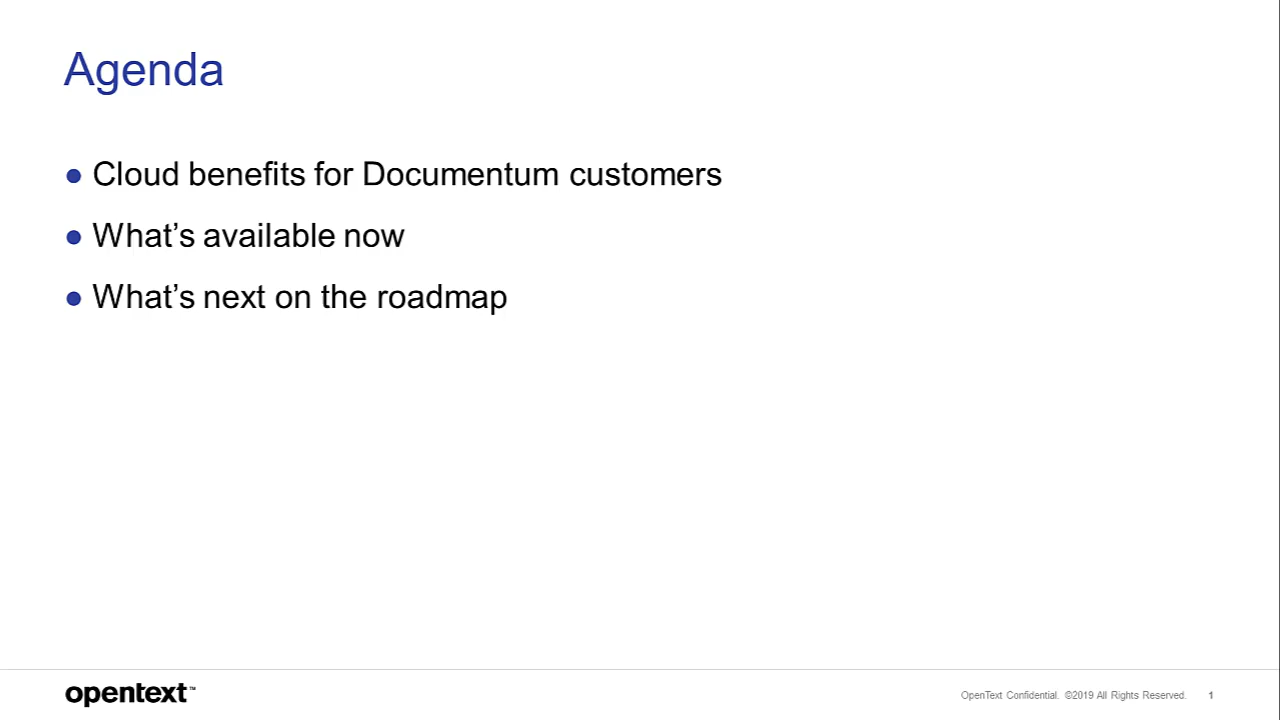 Agenda
● Cloud benefits for Documentum customers
● What’s available now
● What’s next on the roadmap
opentext™
OpenText Confidential. ©2019 All Rights Reserved. 1